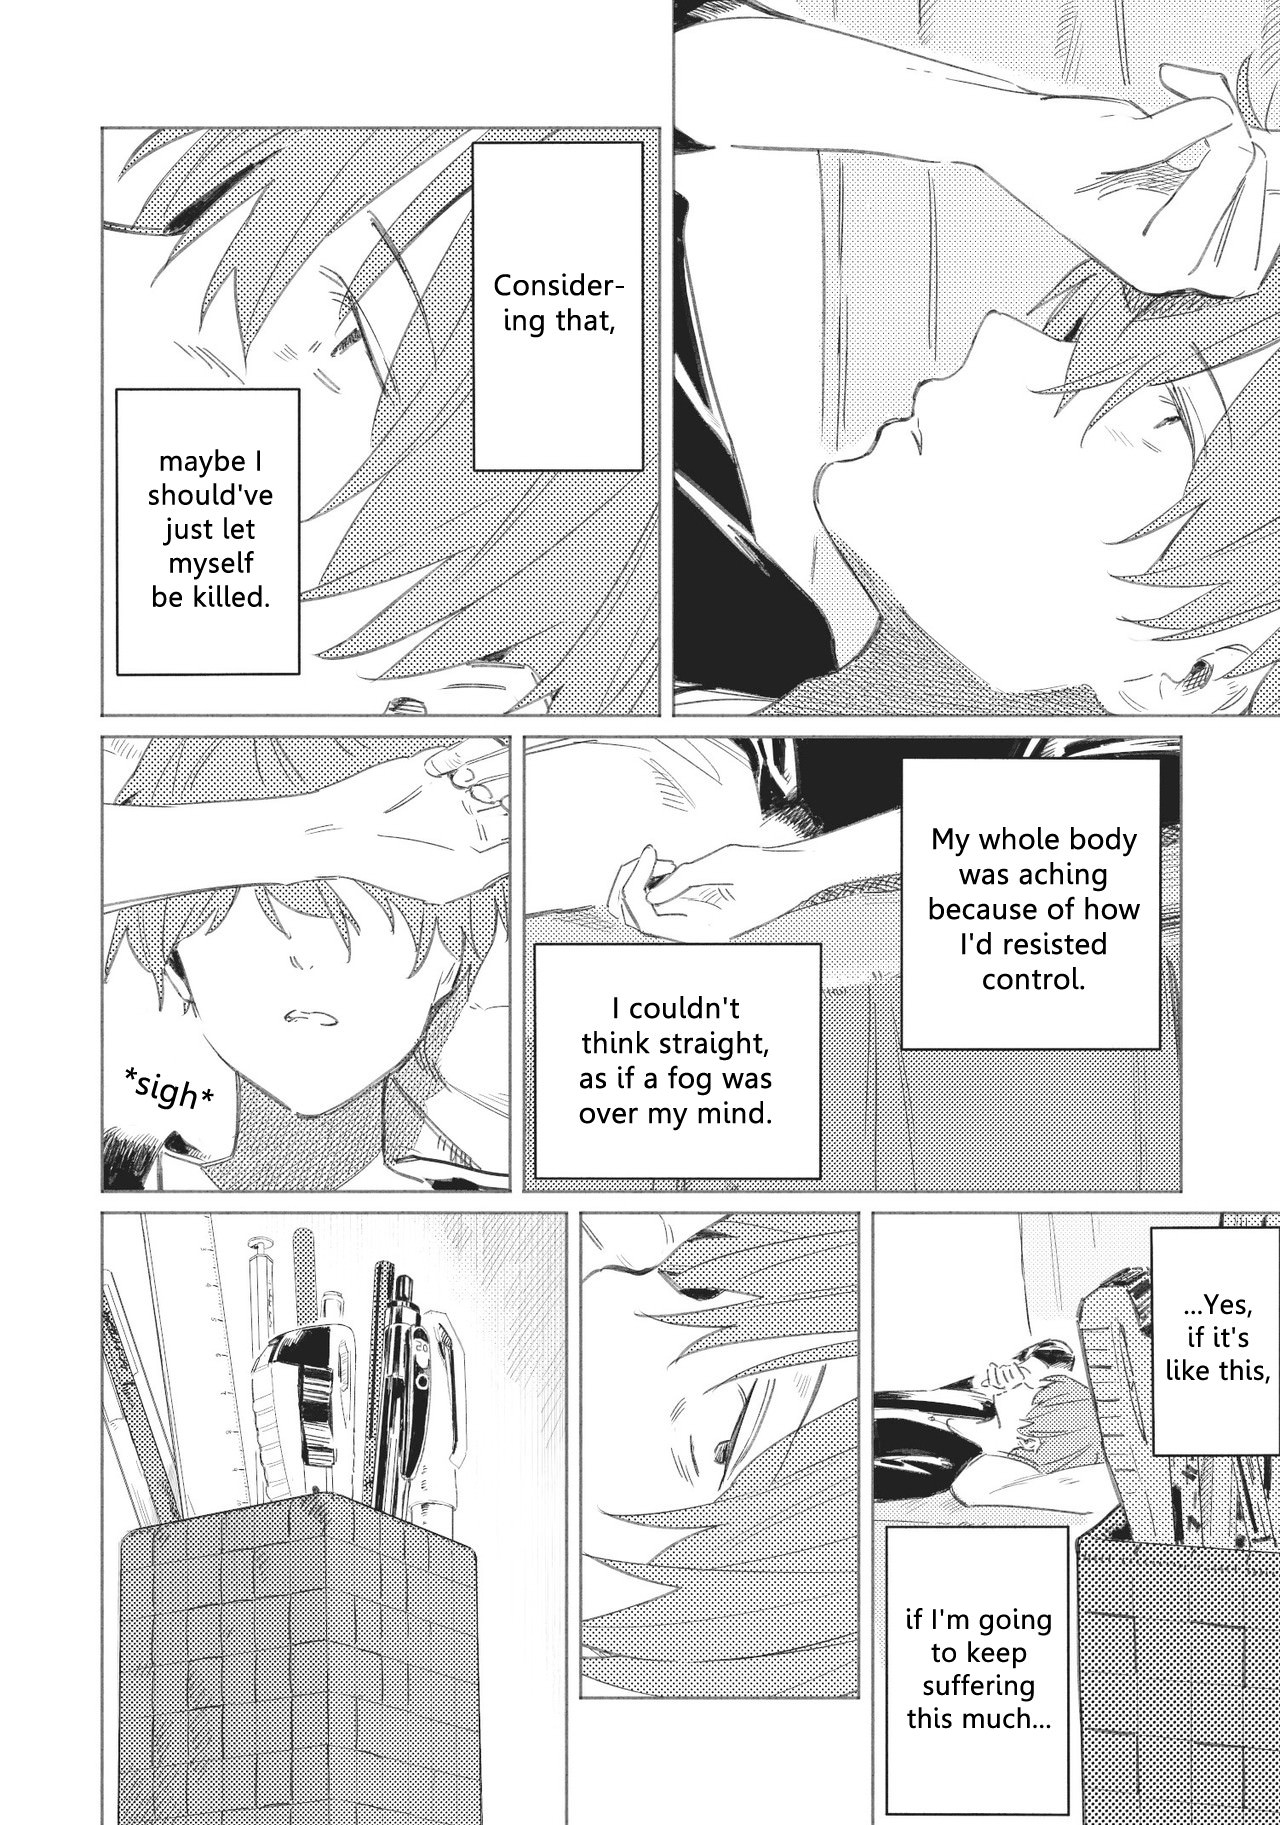 Consider-
ing that,
maybe I
should've
just let
myself
be killed.
My whole body
was aching
because of how
I'd resisted
control.
I couldn't
think straight,
as if a fog was
over my mind.
*sigh*
...Yes,
if it's
like this,
if I'm going
to keep
suffering
this much...